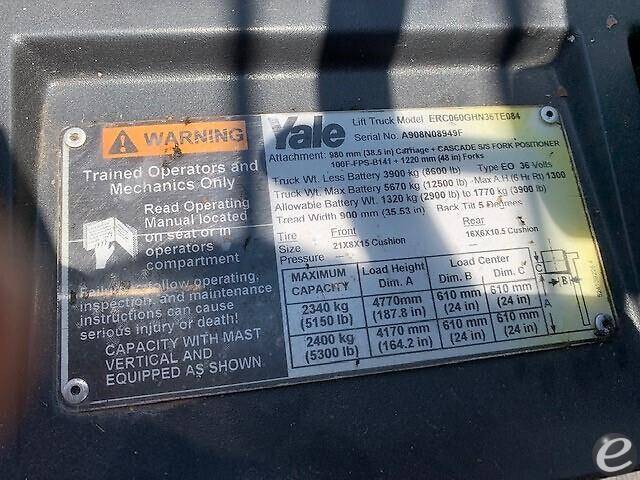 WARNING
Trained Operators and
Mechanics Only
Read Operating
Manual located
on seat or in
operators
compartment
Failure to follow operating,
inspection, and maintenance
instructions can cause
serious injury or death!
CAPACITY WITH MAST
VERTICAL AND
EQUIPPED AS SHOWN
Yale
Lift Truck Model ERC060GHN36TE084
Serial No. A908N08949F
Attachment: 980 mm (38.5 in) Carriage + CASCADE S/S FORK POSITIONER
100F-FPS-B141 + 1220 mm (48 in) Forks
Truck Wt. Less Battery 3900 kg (8600 lb) Type EO 36 Volts
Truck Wt. Max Battery 5670 kg (12500 lb) Max A.H (6 Hr Rt) 1300
Allowable Battery Wt. 1320 kg (2900 lb) to 1770 kg (3900 lb)
Tread Width 900 mm (35.53 in) Back Tilt 5 Degrees
Tire Front Rear
Size 21X8X15 Cushion 16X6X10.5 Cushion
Pressure – –
MAXIMUM CAPACITY Load Height Dim. A Load Center Dim. B Dim. C
2340 kg (5150 lb) 4770mm (187.8 in) 610 mm (24 in) 610 mm (24 in)
2400 kg (5300 lb) 4170 mm (164.2 in) 610 mm (24 in) 610 mm (24 in)
C
B
A
erc